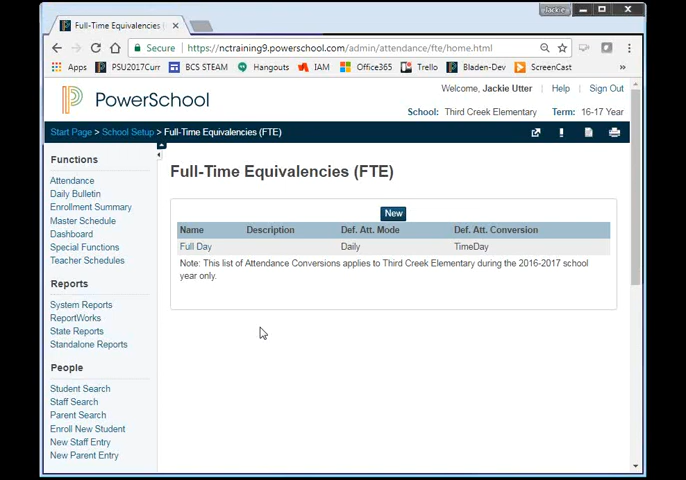 jackie
Full-Time Equivalencies (
Secure https://nctraining9.powerschool.com/admin/attendance/fte/home.html
Apps PSU2017Curr BCS STEAM Hangouts IAM Office365 Trello Bladen-Dev ScreenCast »
PowerSchool
Welcome, Jackie Utter Help Sign Out
School: Third Creek Elementary Term: 16-17 Year
Start Page > School Setup > Full-Time Equivalencies (FTE)
Functions
Attendance
Daily Bulletin
Enrollment Summary
Master Schedule
Dashboard
Special Functions
Teacher Schedules
Reports
System Reports
ReportWorks
State Reports
Standalone Reports
People
Student Search
Staff Search
Parent Search
Enroll New Student
New Staff Entry
New Parent Entry
Full-Time Equivalencies (FTE)
New
Name Description Def. Att. Mode Def. Att. Conversion
Full Day Daily TimeDay
Note: This list of Attendance Conversions applies to Third Creek Elementary during the 2016-2017 school
year only.